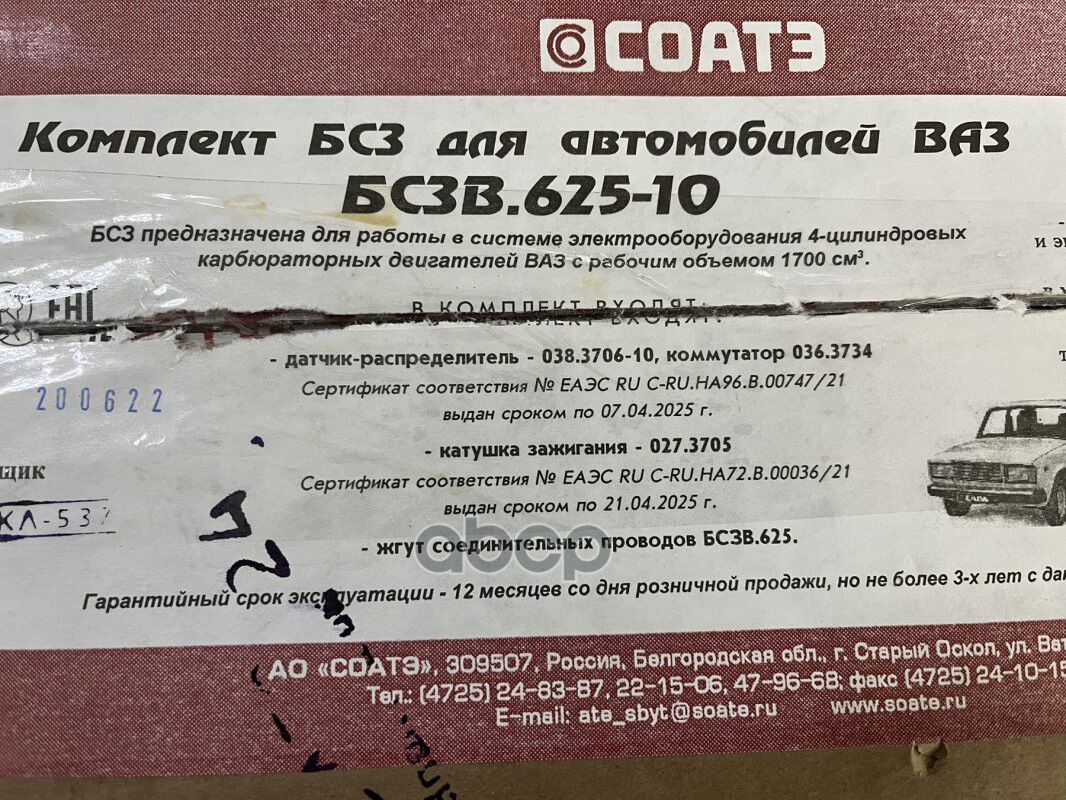 СОАТЭ
Комплект БСЗ для автомобилей ВАЗ
БСЗВ.625-10
БСЗ предназначена для работы в системе электрооборудования 4-цилиндровых
карбюраторных двигателей ВАЗ с рабочим объемом 1700 см³.
и
ЕАС
В КОМПЛЕКТ ВХОДЯТ:
- датчик-распределитель - 038.3706-10, коммутатор 036.3734
Сертификат соответствия № ЕАЭС RU C-RU.HA96.B.00747/21
выдан сроком по 07.04.2025 г.
200622
- катушка зажигания - 027.3705
Сертификат соответствия № ЕАЭС RU C-RU.HA72.B.00036/21
выдан сроком по 21.04.2025 г.
- жгут соединительных проводов БСЗВ.625.
abcp
Гарантийный срок эксплуатации - 12 месяцев со дня розничной продажи, но не более 3-х лет с
АО «СОАТЭ», 309507, Россия, Белгородская обл., г. Старый Оскол, ул.
Тел.: (4725) 24-83-87, 22-15-06, 47-96-68; факс (4725) 24-10-15
E-mail: ate_sbyt@soate.ru www.soate.ru